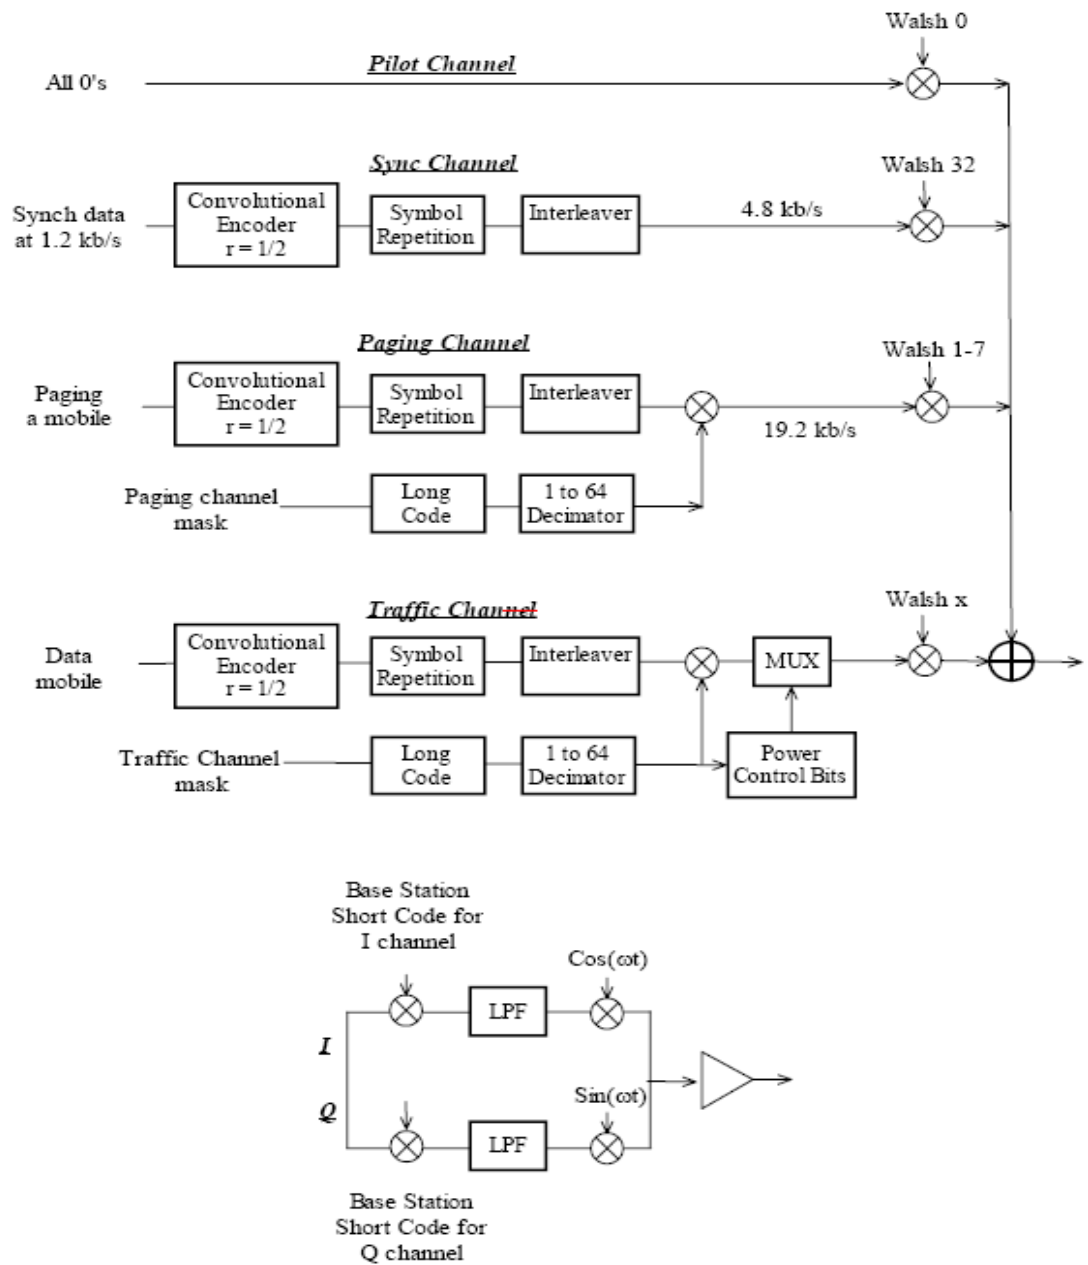 Walsh 0
Pilot Channel
All 0's
Sync Channel
Walsh 32
Synch data
at 1.2 kb/s
Convolutional
Encoder
r = 1/2
Symbol
Repetition
Interleaver
4.8 kb/s
Paging Channel
Walsh 1-7
Paging
a mobile
Convolutional
Encoder
r = 1/2
Symbol
Repetition
Interleaver
19.2 kb/s
Paging channel
mask
Long
Code
1 to 64
Decimator
Traffic Channel
Walsh x
Data
mobile
Convolutional
Encoder
r = 1/2
Symbol
Repetition
Interleaver
MUX
Traffic Channel
mask
Long
Code
1 to 64
Decimator
Power
Control Bits
Base Station
Short Code for
I channel
Cos(ωt)
LPF
I
Q
Sin(ωt)
LPF
Base Station
Short Code for
Q channel